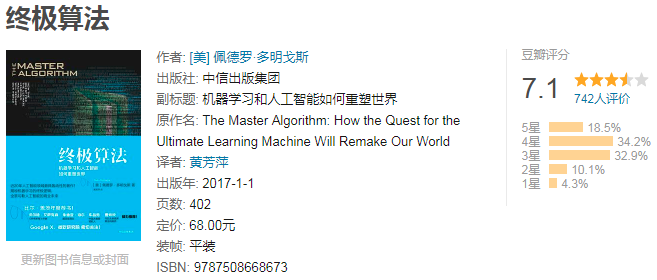 终极算法
THE
MASTER
ALGORITHM
终极算法
机器学习和人工智能
如何重塑世界
更新图书信息或封面
作者: [美] 佩德罗·多明戈斯
出版社: 中信出版集团
副标题: 机器学习和人工智能如何重塑世界
原作名: The Master Algorithm: How the Quest for the
Ultimate Learning Machine Will Remake Our World
译者: 黄芳萍
出版年: 2017-1-1
页数: 402
定价: 68.00元
装帧: 平装
ISBN: 9787508668673
豆瓣评分
7.1
742人评价
5星 18.5%
4星 34.2%
3星 32.9%
2星 10.1%
1星 4.3%